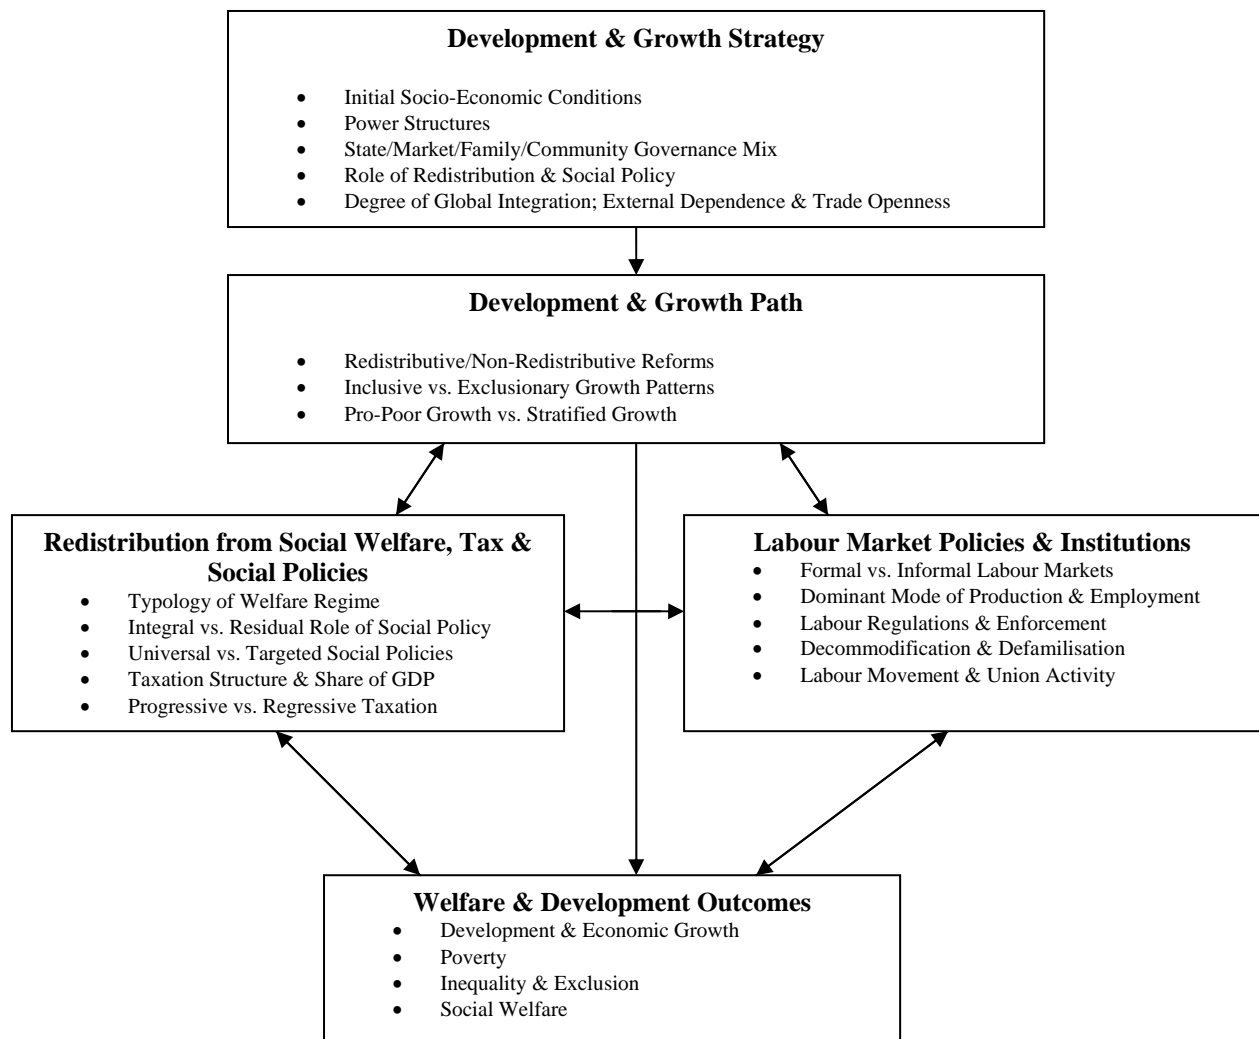 Development & Growth Strategy
• Initial Socio-Economic Conditions
• Power Structures
• State/Market/Family/Community Governance Mix
• Role of Redistribution & Social Policy
• Degree of Global Integration; External Dependence & Trade Openness
Development & Growth Path
• Redistributive/Non-Redistributive Reforms
• Inclusive vs. Exclusionary Growth Patterns
• Pro-Poor Growth vs. Stratified Growth
Redistribution from Social Welfare, Tax &
Social Policies
• Typology of Welfare Regime
• Integral vs. Residual Role of Social Policy
• Universal vs. Targeted Social Policies
• Taxation Structure & Share of GDP
• Progressive vs. Regressive Taxation
Labour Market Policies & Institutions
• Formal vs. Informal Labour Markets
• Dominant Mode of Production & Employment
• Labour Regulations & Enforcement
• Decommodification & Defamilisation
• Labour Movement & Union Activity
Welfare & Development Outcomes
• Development & Economic Growth
• Poverty
• Inequality & Exclusion
• Social Welfare